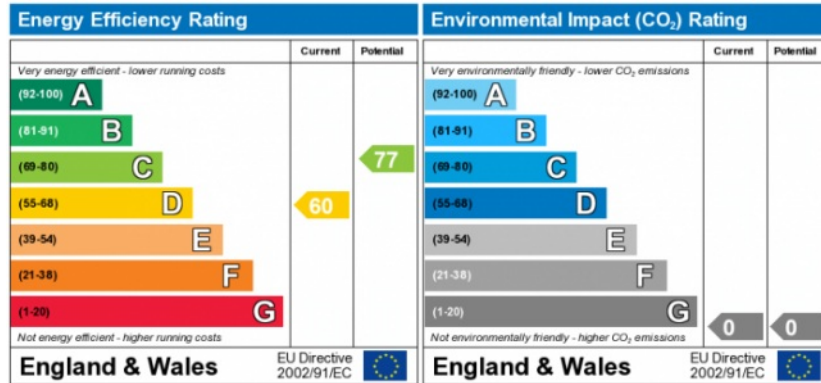 Energy Efficiency Rating
Current Potential
Very energy efficient - lower running costs
(92-100) A
(81-91) B
(69-80) C
77
(55-68) D
60
(39-54) E
(21-38) F
(1-20) G
Not energy efficient - higher running costs
England & Wales
EU Directive
2002/91/EC
Environmental Impact (CO₂) Rating
Current Potential
Very environmentally friendly - lower CO₂ emissions
(92-100) A
(81-91) B
(69-80) C
(55-68) D
(39-54) E
(21-38) F
(1-20) G
0 0
Not environmentally friendly - higher CO₂ emissions
England & Wales
EU Directive
2002/91/EC